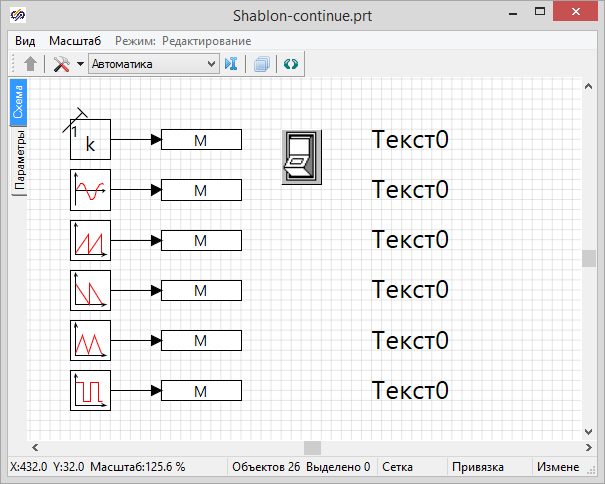 Shablon-continue.prt
Вид Масштаб Режим: Редактирование
Автоматика
Схема
Параметры
1
k
М Текст0
М Текст0
М Текст0
М Текст0
М Текст0
М Текст0
X:432.0 Y:32.0 Масштаб:125.6 % Объектов 26 Выделено 0 Сетка Привязка Измене